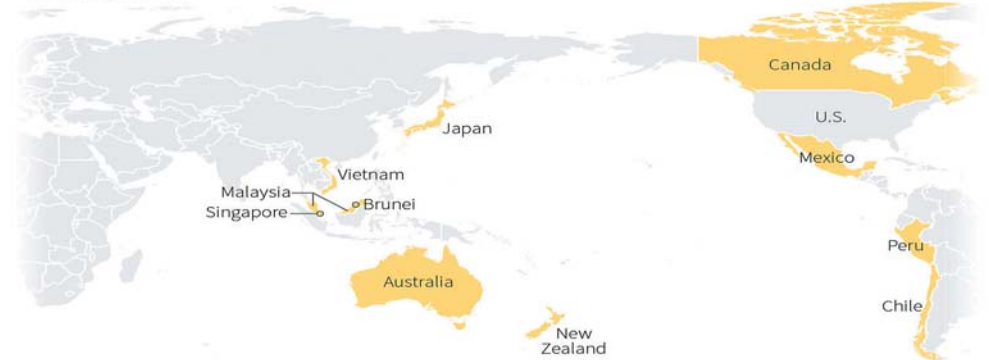 Canada
U.S.
Japan
Mexico
Vietnam
Malaysia
Brunei
Singapore
Peru
Australia
Chile
New
Zealand